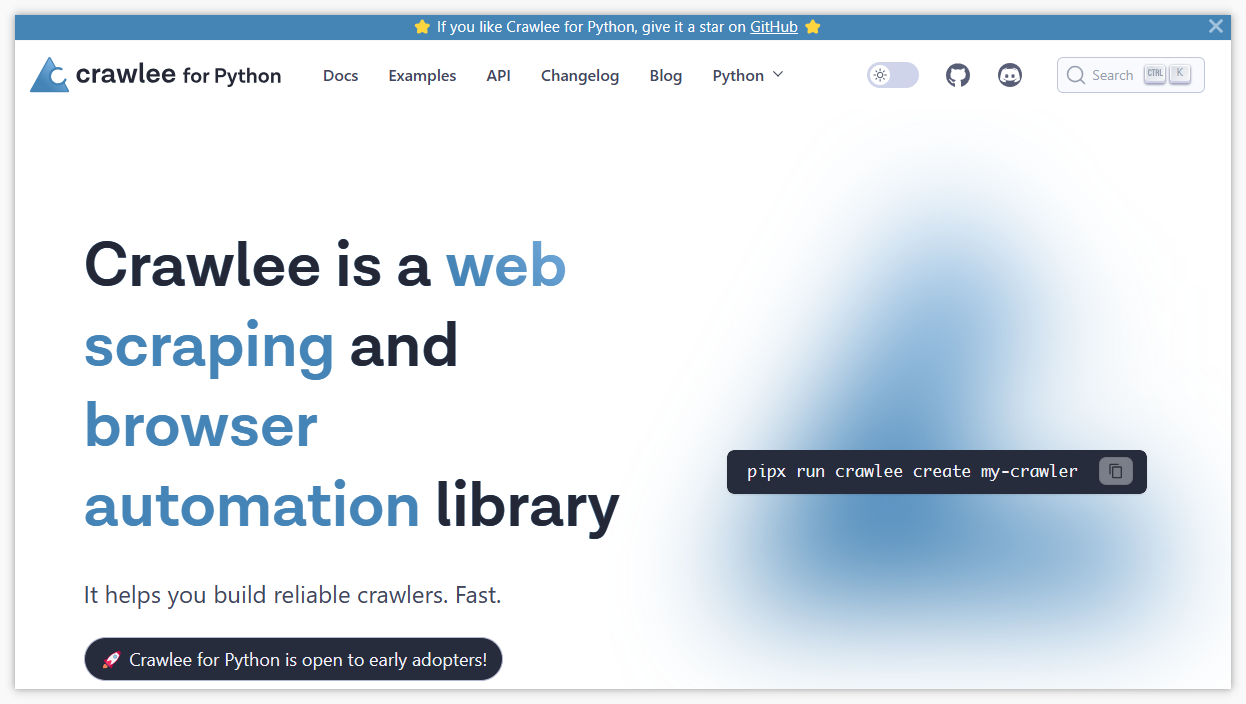 ⭐ If you like Crawlee for Python, give it a star on GitHub ⭐
crawlee for Python Docs Examples API Changelog Blog Python Search CTRL K
Crawlee is a web
scraping and
browser
automation library
pipx run crawlee create my-crawler
It helps you build reliable crawlers. Fast.
🚀 Crawlee for Python is open to early adopters!